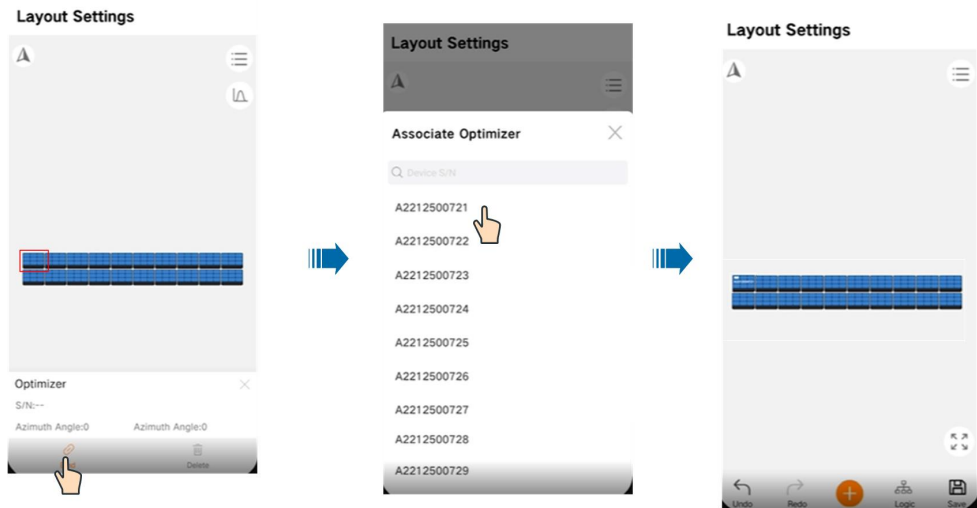 Layout Settings
Optimizer
S/N:--
Azimuth Angle:0
Azimuth Angle:0
Delete
Layout Settings
Associate Optimizer
Device S/N
A2212500721
A2212500722
A2212500723
A2212500724
A2212500725
A2212500726
A2212500727
A2212500728
A2212500729
Layout Settings
Undo
Redo
Logic
Save